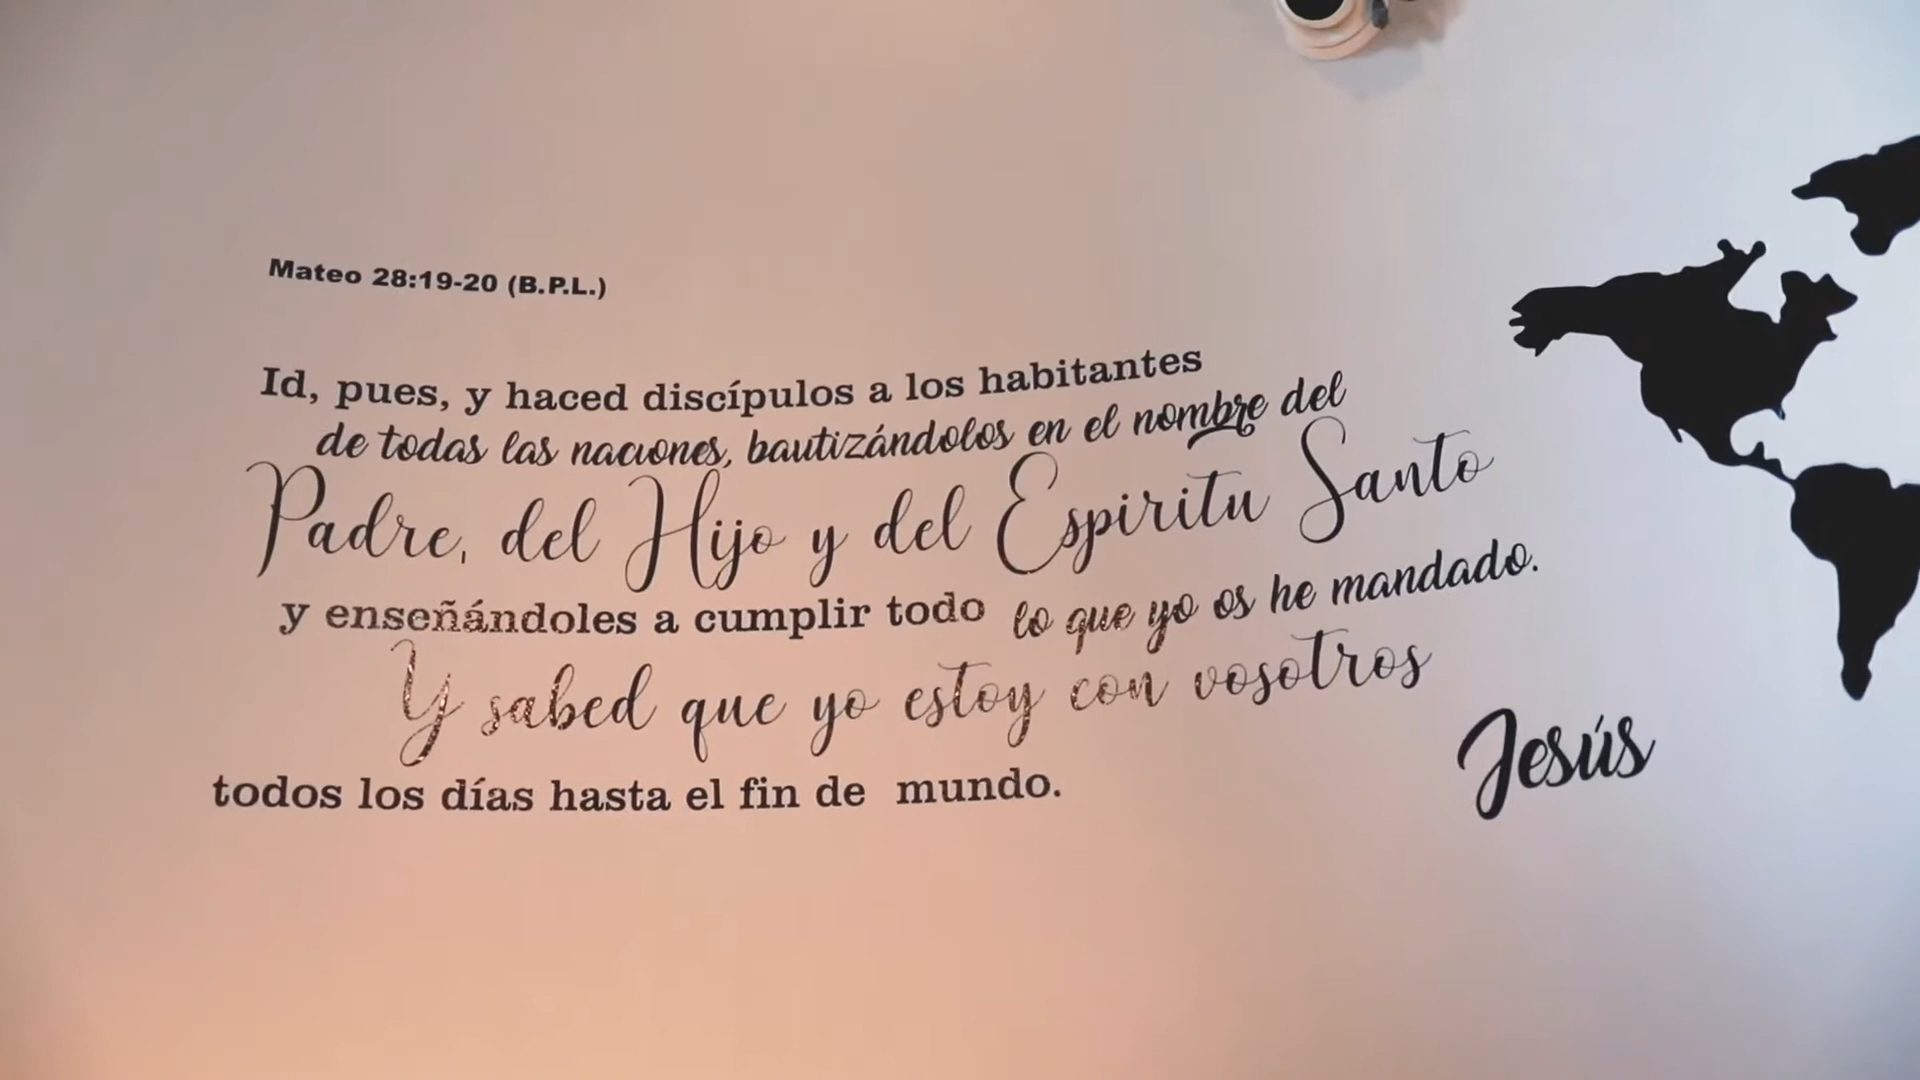 Mateo 28:19-20 (B.P.L.)
Id, pues, y haced discípulos a los habitantes
de todas las naciones, bautizándolos en el nombre del
Padre, del Hijo y del Espiritu Santo
y enseñándoles a cumplir todo lo que yo os he mandado.
Y sabed que yo estoy con vosotros
todos los días hasta el fin de mundo.
Jesús